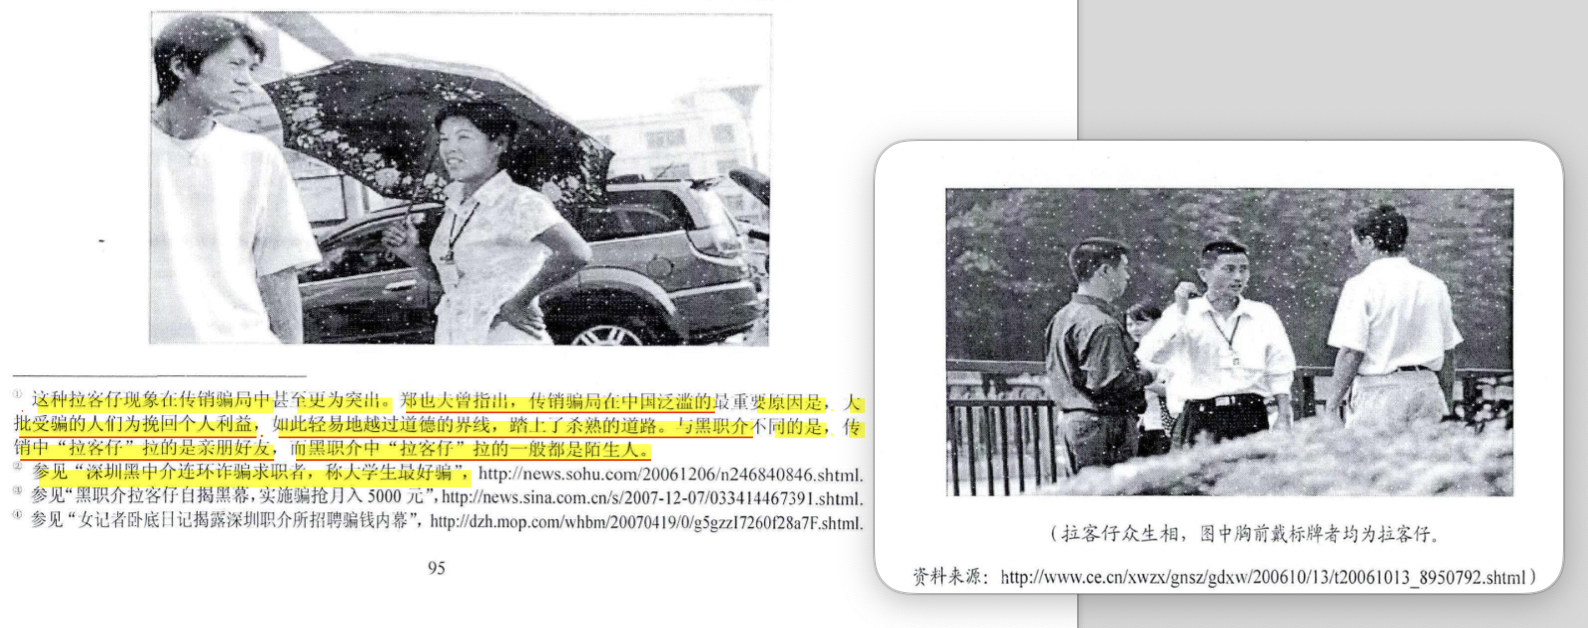 ① 这种拉客仔现象在传销骗局中甚至更为突出。郑也夫曾指出，传销骗局在中国泛滥的最重要原因是，大
批受骗的人们为挽回个人利益，如此轻易地越过道德的界线，踏上了杀熟的道路。与黑职介不同的是，传
销中“拉客仔”拉的是亲朋好友，而黑职介中“拉客仔”拉的一般都是陌生人。
② 参见“深圳黑中介连环诈骗求职者，称大学生最好骗”，http://news.sohu.com/20061206/n246840846.shtml.
③ 参见“黑职介拉客仔自揭黑幕，实施骗抢月入 5000 元”，http://news.sina.com.cn/s/2007-12-07/033414467391.shtml.
④ 参见“女记者卧底日记揭露深圳职介所招聘骗钱内幕”，http://dzh.mop.com/whbm/20070419/0/g5gzzI7260f28a7F.shtml.
95
（拉客仔众生相，图中胸前戴标牌者均为拉客仔。
资料来源：http://www.ce.cn/xwzx/gnsz/gdxw/200610/13/t20061013_8950792.shtml）